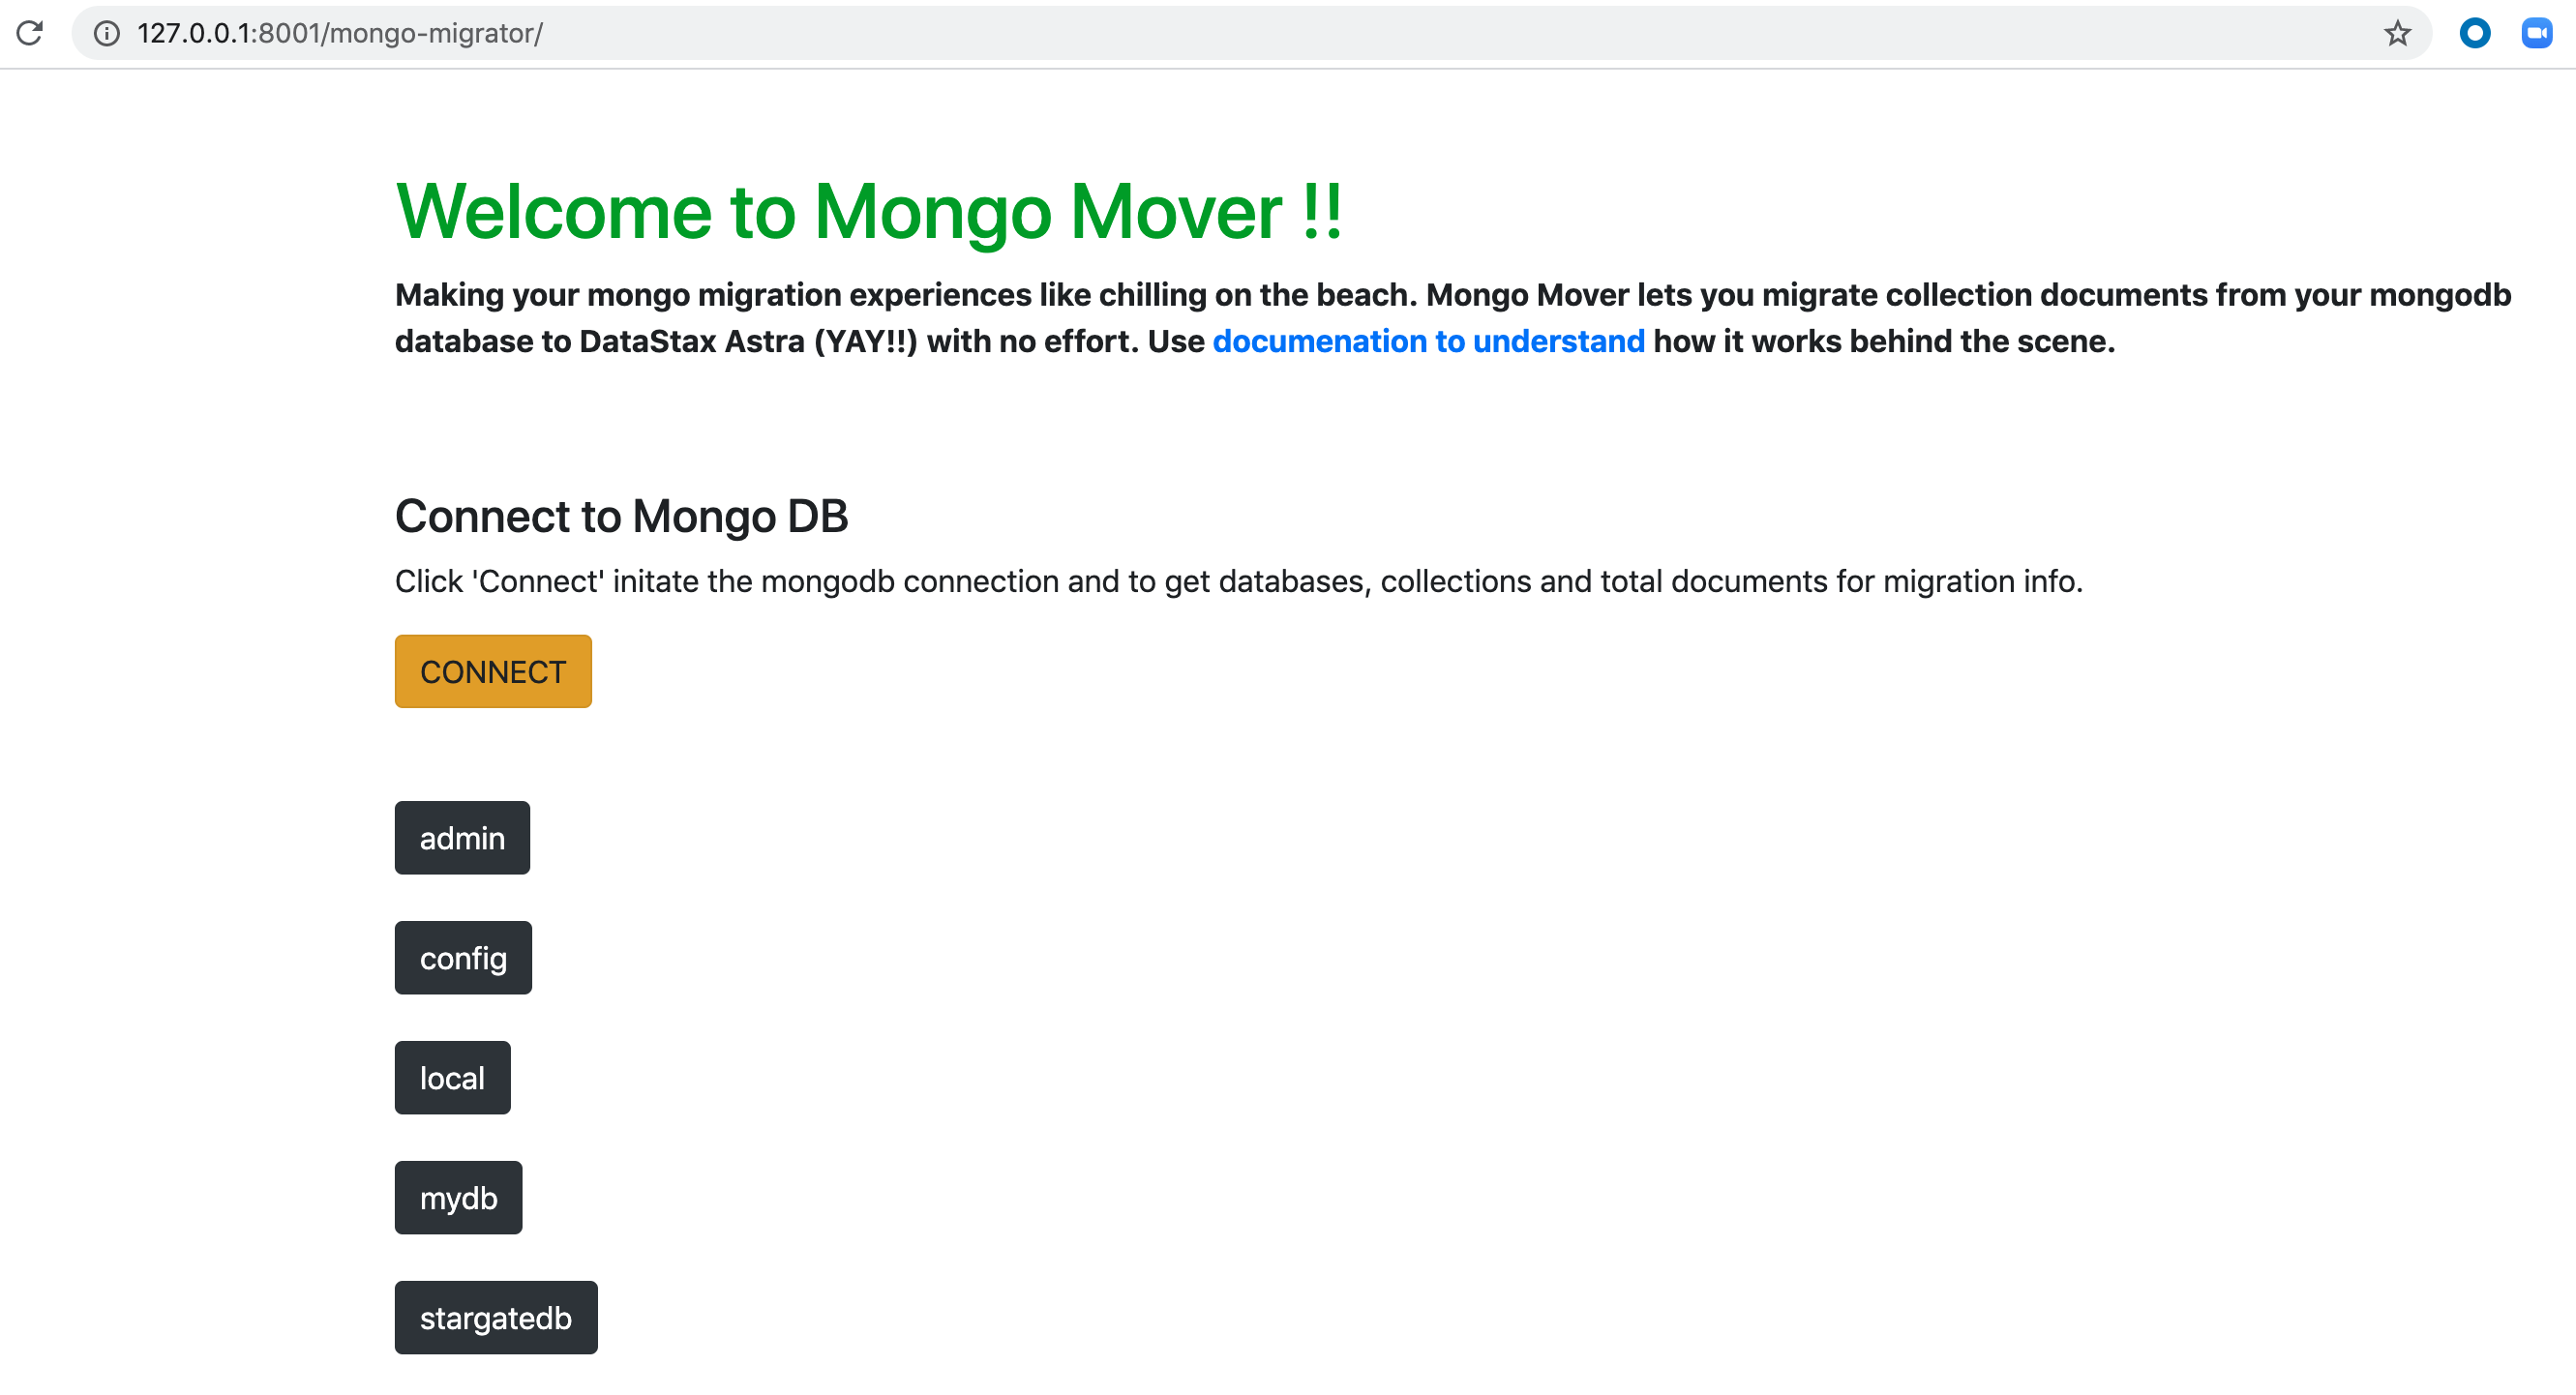 127.0.0.1:8001/mongo-migrator/
Welcome to Mongo Mover !!
Making your mongo migration experiences like chilling on the beach. Mongo Mover lets you migrate collection documents from your mongodb
database to DataStax Astra (YAY!!) with no effort. Use documenation to understand how it works behind the scene.
Connect to Mongo DB
Click 'Connect' initate the mongodb connection and to get databases, collections and total documents for migration info.
CONNECT
admin
config
local
mydb
stargatedb